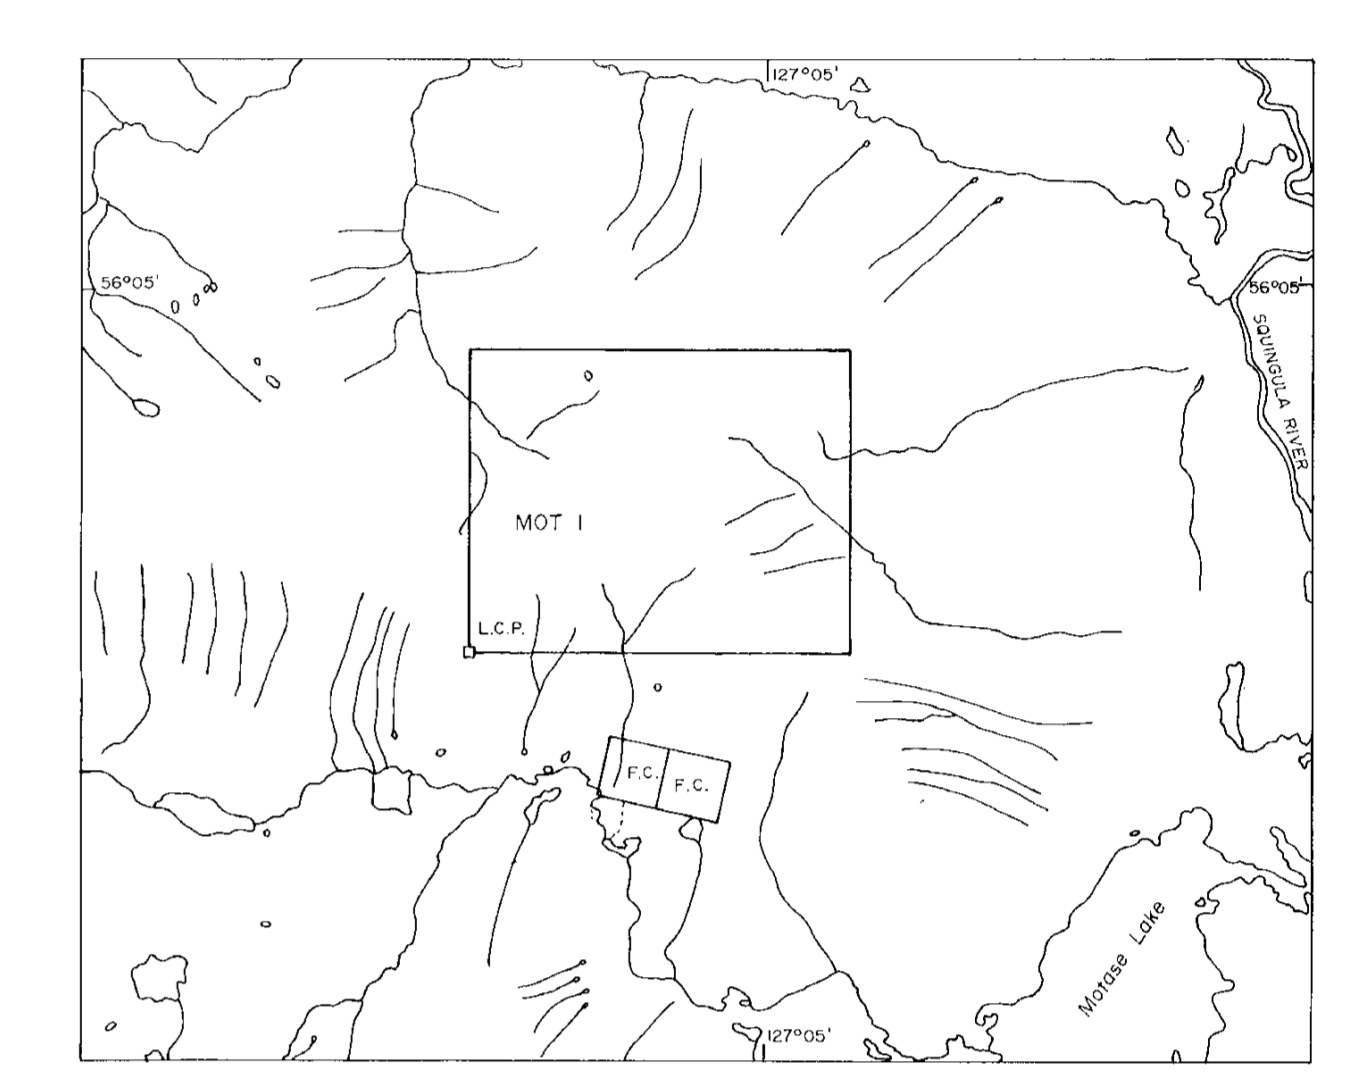 127°05'
56°05'
56°05'
SQUINGULA RIVER
MOT 1
L.C.P.
F.C.
F.C.
Motase Lake
127°05'